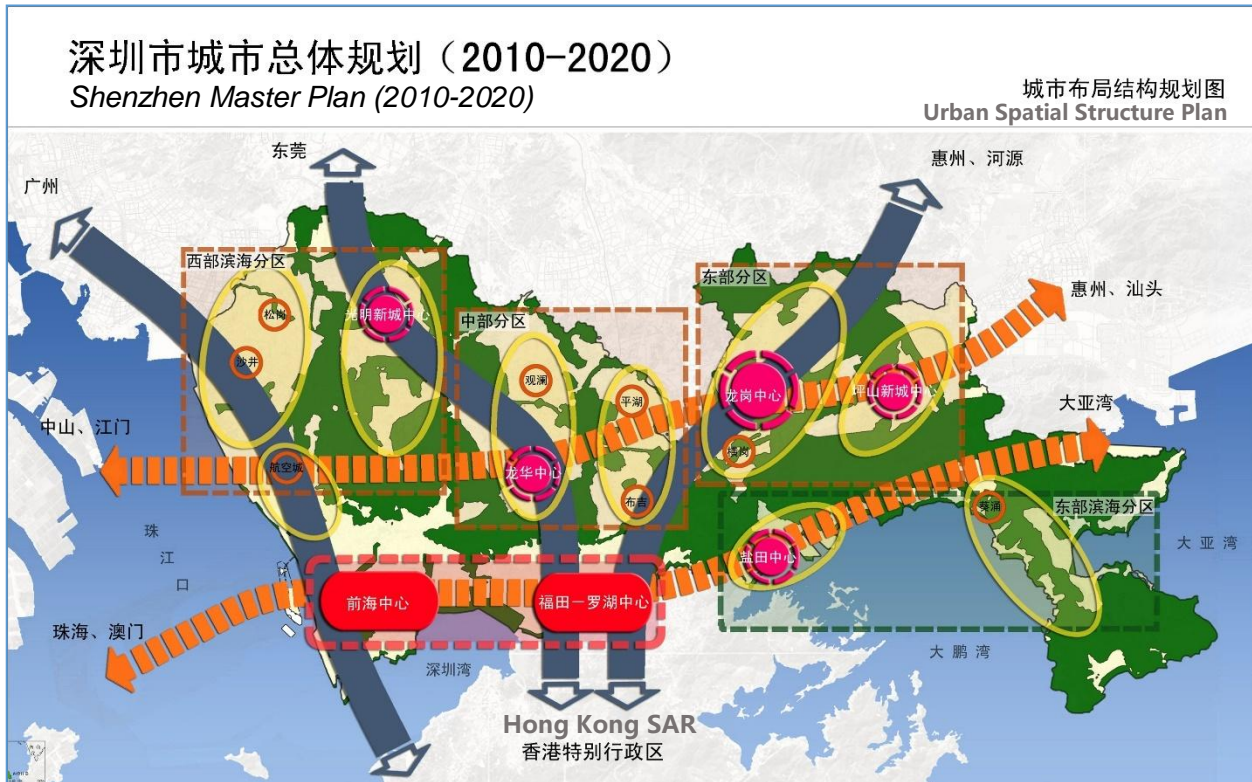 深圳市城市总体规划（2010-2020）
Shenzhen Master Plan (2010-2020)
城市布局结构规划图
Urban Spatial Structure Plan
东莞
惠州、河源
广州
西部滨海分区
东部分区
惠州、汕头
松岗
光明新城中心
中部分区
沙井
观澜
平湖
龙岗中心
坪山新城中心
大亚湾
中山、江门
航空城
龙华中心
横岗
布吉
葵涌
东部滨海分区
珠江口
盐田中心
大亚湾
前海中心
福田－罗湖中心
珠海、澳门
深圳湾
大鹏湾
Hong Kong SAR
香港特别行政区